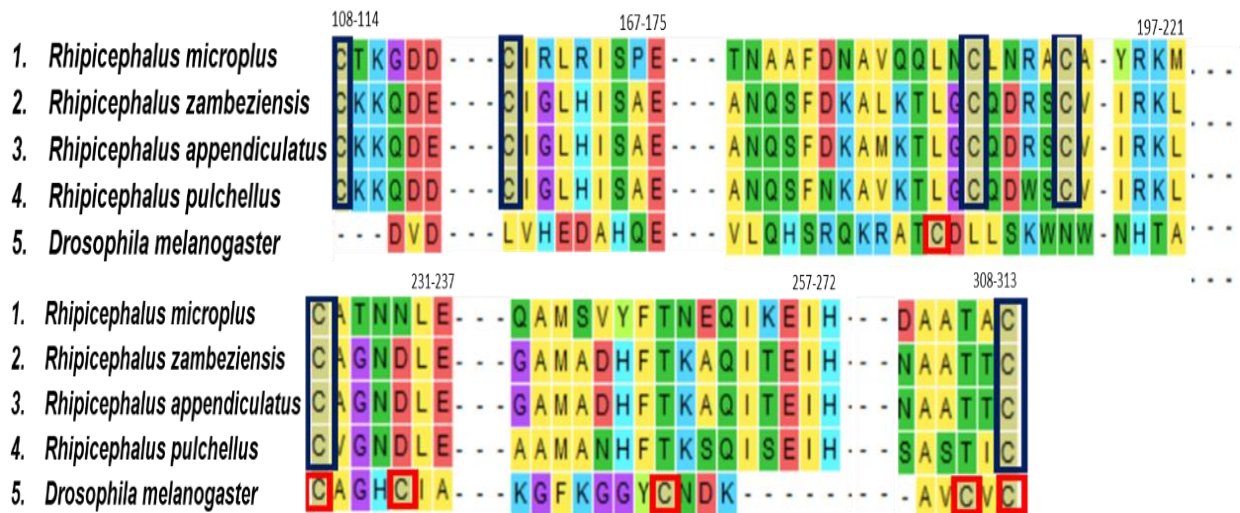 108-114 167-175 197-221
1. Rhipicephalus microplus CTKGDD---CIRLRISPE---TNAAFDNAVQQLNCLNRACA-YRKM---
2. Rhipicephalus zambeziensis CKKQDE---CIGLHISAE---ANQSFDKALKTLGCQDRSCV-IRKL---
3. Rhipicephalus appendiculatus CKKQDE---CIGLHISAE---ANQSFDKAMKTLGCQDRSCV-IRKL---
4. Rhipicephalus pulchellus CKKQDD---CIGLHISAE---ANQSFNKAVKTLGCQDWSCV-IRKL---
5. Drosophila melanogaster ---DVD---LVHEDAHQE---VLQHSRQKRATCDLLSKWNW-NHTA---
231-237 257-272 308-313
1. Rhipicephalus microplus CATNNLE---QAMSVYFTNEQIKEIH---DAATAC
2. Rhipicephalus zambeziensis CAGNDLE---GAMADHFTKAQITEIH---NAATTC
3. Rhipicephalus appendiculatus CAGNDLE---GAMADHFTKAQITEIH---NAATTC
4. Rhipicephalus pulchellus CVGNDLE---AAMANHFTKSQISEIH---SASTIC
5. Drosophila melanogaster CAGHCIA---KGFKGGYCNDK---------AVCVC